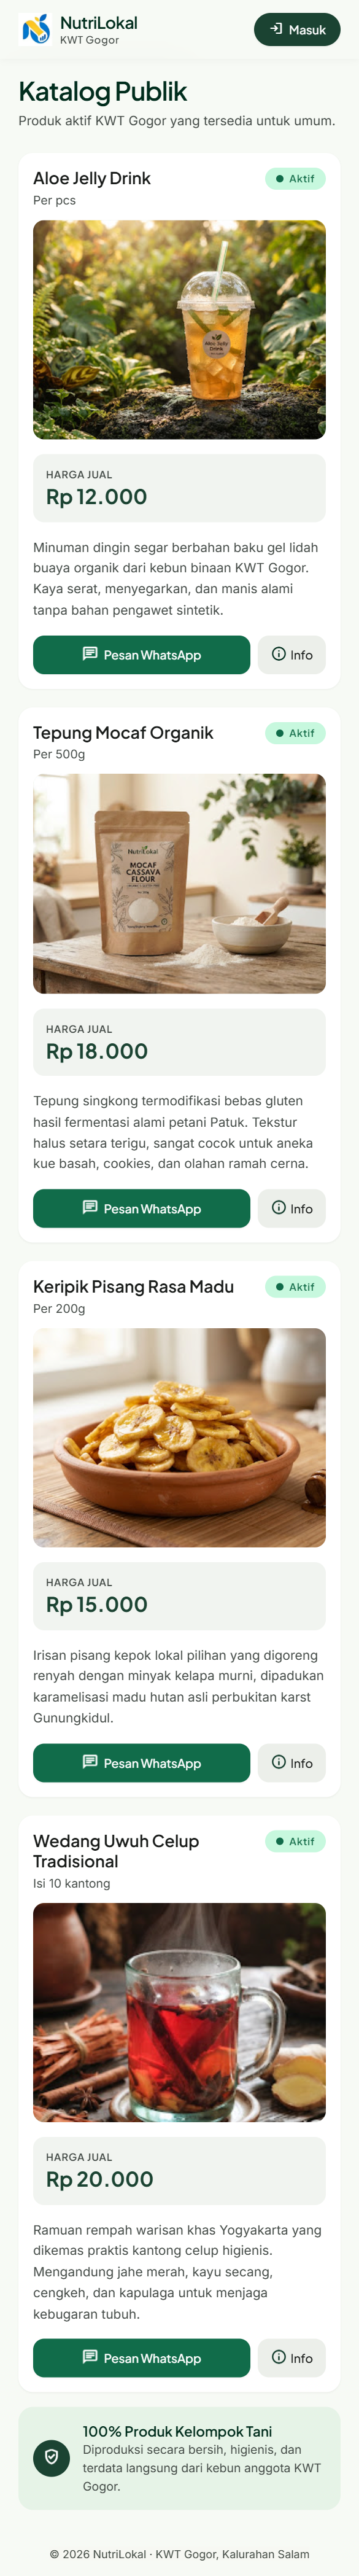 NutriLokal
KWT Gogor
Masuk
Katalog Publik
Produk aktif KWT Gogor yang tersedia untuk umum.
Aloe Jelly Drink
Aktif
Per pcs
Aloe Jelly
Drink
HARGA JUAL
Rp 12.000
Minuman dingin segar berbahan baku gel lidah
buaya organik dari kebun binaan KWT Gogor.
Kaya serat, menyegarkan, dan manis alami
tanpa bahan pengawet sintetik.
Pesan WhatsApp
Info
Tepung Mocaf Organik
Aktif
Per 500g
NutriLokal
MOCAF
CASSAVA
FLOUR
HARGA JUAL
Rp 18.000
Tepung singkong termodifikasi bebas gluten
hasil fermentasi alami petani Patuk. Tekstur
halus setara terigu, sangat cocok untuk aneka
kue basah, cookies, dan olahan ramah cerna.
Pesan WhatsApp
Info
Keripik Pisang Rasa Madu
Aktif
Per 200g
HARGA JUAL
Rp 15.000
Irisan pisang kepok lokal pilihan yang digoreng
renyah dengan minyak kelapa murni, dipadukan
karamelisasi madu hutan asli perbukitan karst
Gunungkidul.
Pesan WhatsApp
Info
Wedang Uwuh Celup
Tradisional
Aktif
Isi 10 kantong
HARGA JUAL
Rp 20.000
Ramuan rempah warisan khas Yogyakarta yang
dikemas praktis kantong celup higienis.
Mengandung jahe merah, kayu secang,
cengkeh, dan kapulaga untuk menjaga
kebugaran tubuh.
Pesan WhatsApp
Info
100% Produk Kelompok Tani
Diproduksi secara bersih, higienis, dan
terdata langsung dari kebun anggota KWT
Gogor.
© 2026 NutriLokal · KWT Gogor, Kalurahan Salam